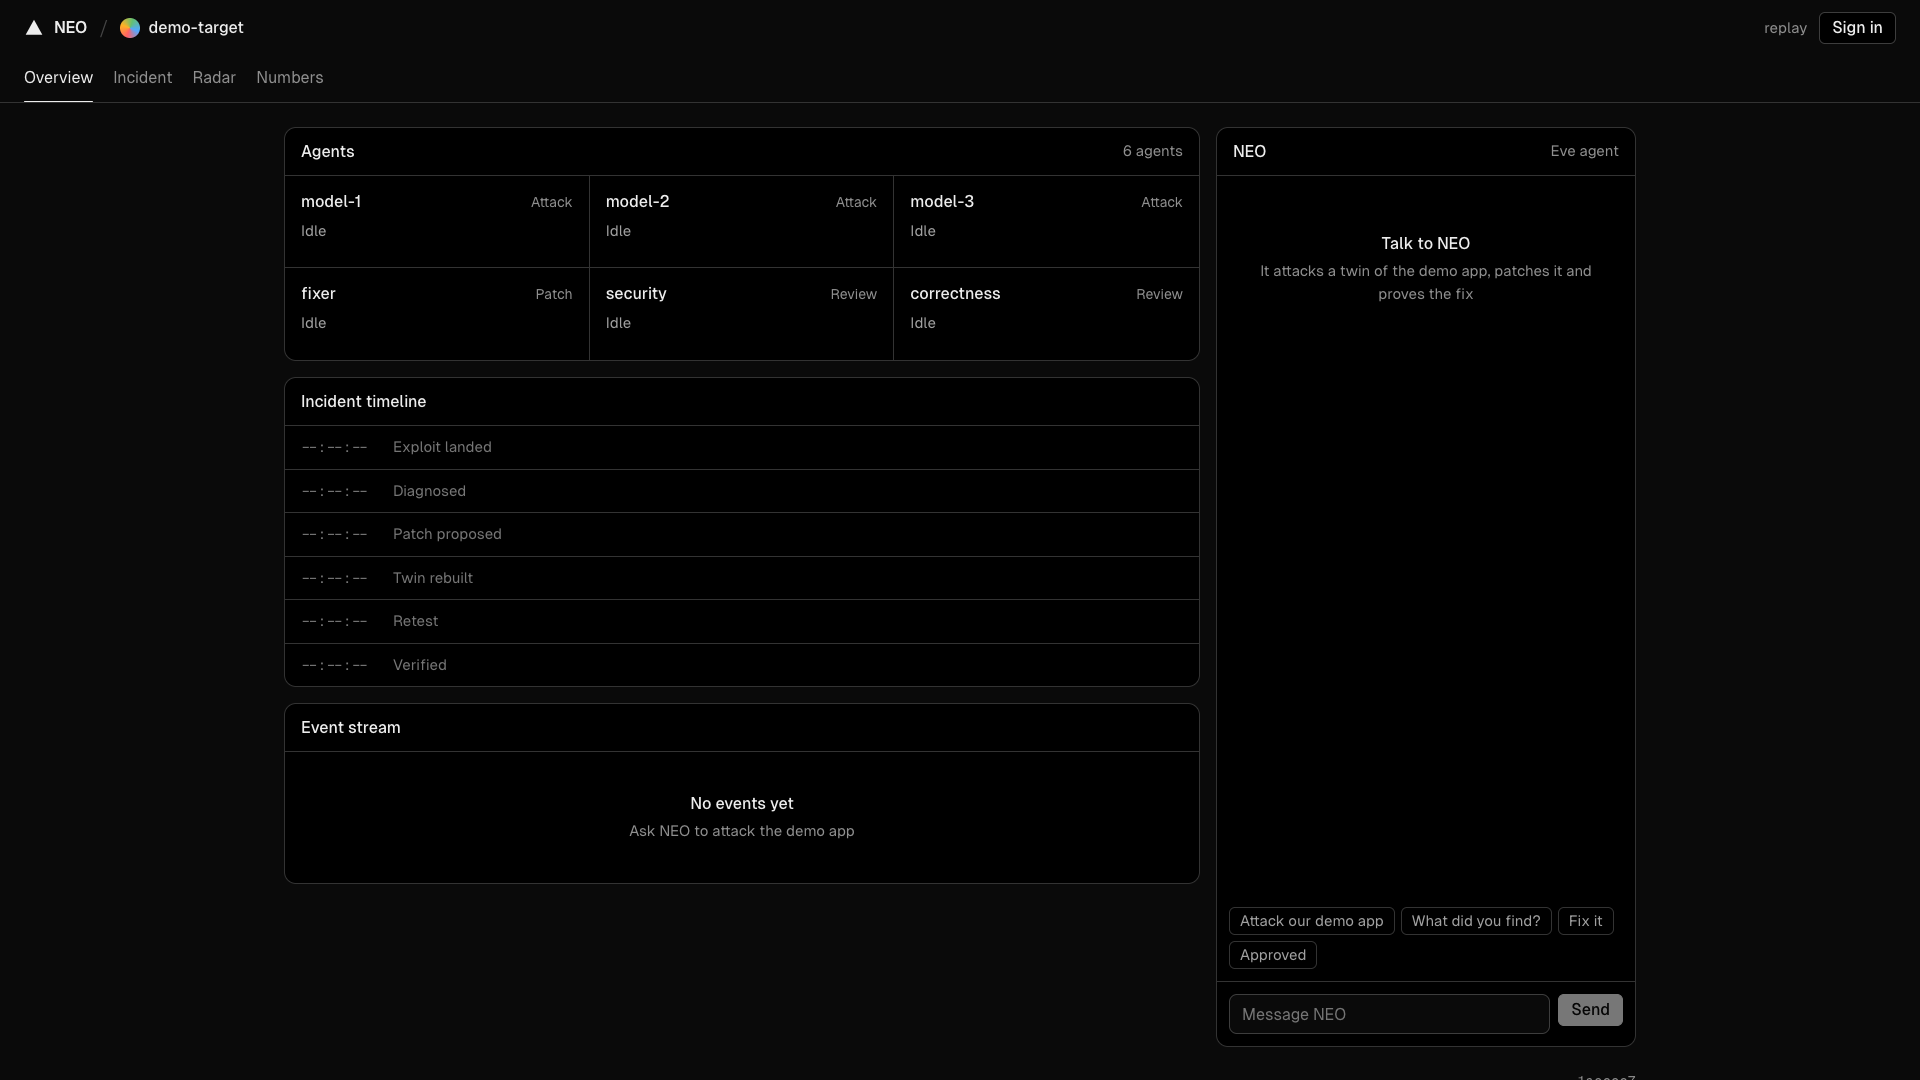 NEO / demo-target
replay
Sign in
Overview Incident Radar Numbers
Agents
6 agents
model-1 Attack
Idle
model-2 Attack
Idle
model-3 Attack
Idle
fixer Patch
Idle
security Review
Idle
correctness Review
Idle
Incident timeline
--:--:-- Exploit landed
--:--:-- Diagnosed
--:--:-- Patch proposed
--:--:-- Twin rebuilt
--:--:-- Retest
--:--:-- Verified
Event stream
No events yet
Ask NEO to attack the demo app
NEO
Eve agent
Talk to NEO
It attacks a twin of the demo app, patches it and
proves the fix
Attack our demo app
What did you find?
Fix it
Approved
Message NEO
Send